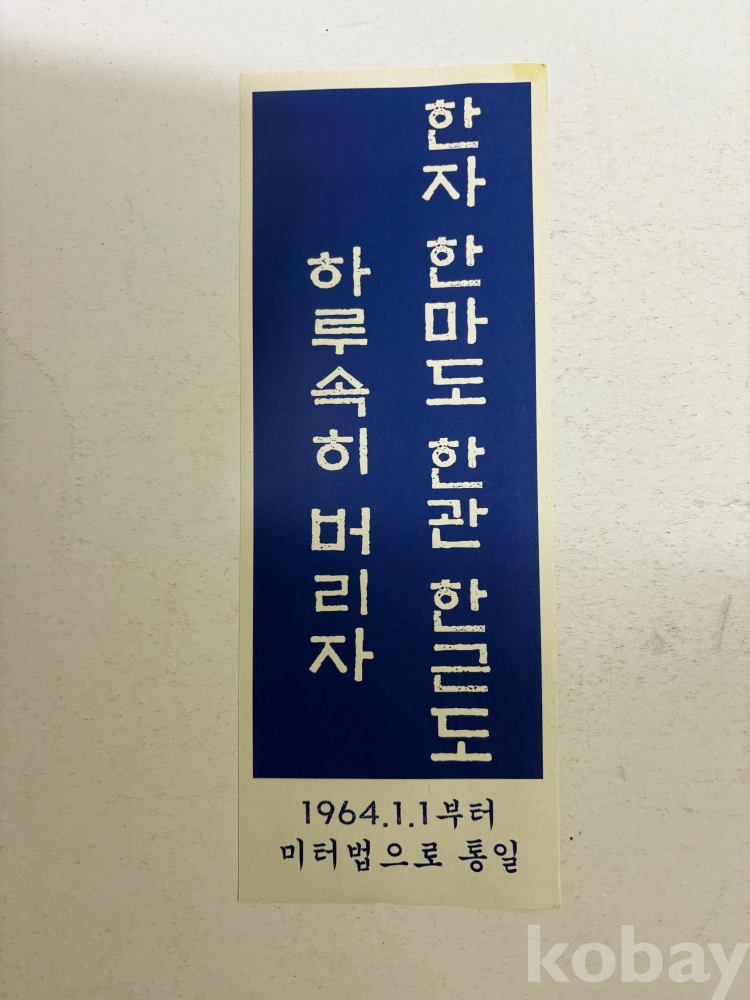 한자 한마도 한관 한근도
하루속히 버리자
1964.1.1부터
미터법으로 통일
kobay